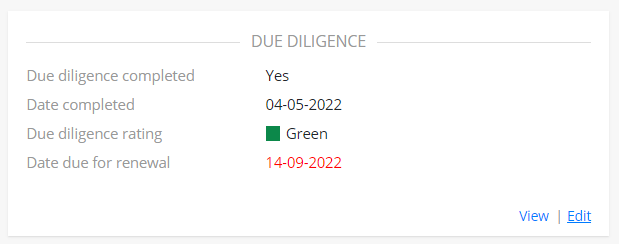 DUE DILIGENCE
Due diligence completed Yes
Date completed 04-05-2022
Due diligence rating Green
Date due for renewal 14-09-2022
View | Edit